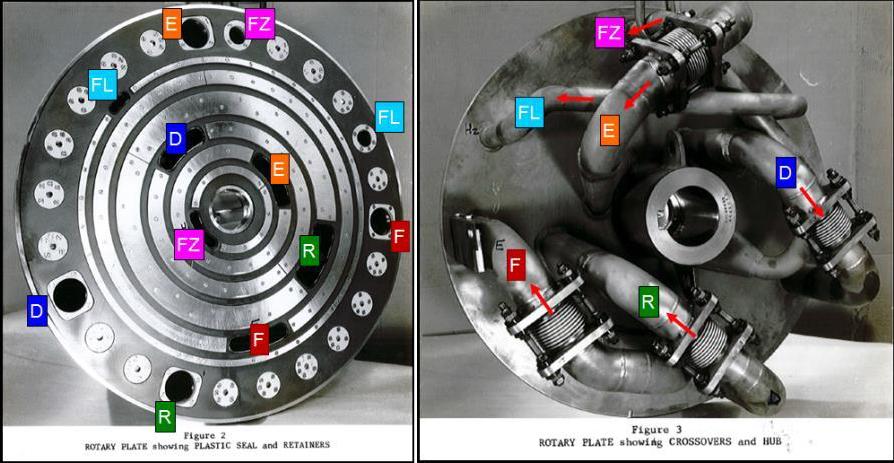 E
FZ
FL
FL
D
E
FZ
R
F
F
D
R
Figure 2
ROTARY PLATE showing PLASTIC SEAL and RETAINERS
FZ
FL
E
D
F
R
Figure 3
ROTARY PLATE showing CROSSOVERS and HUB